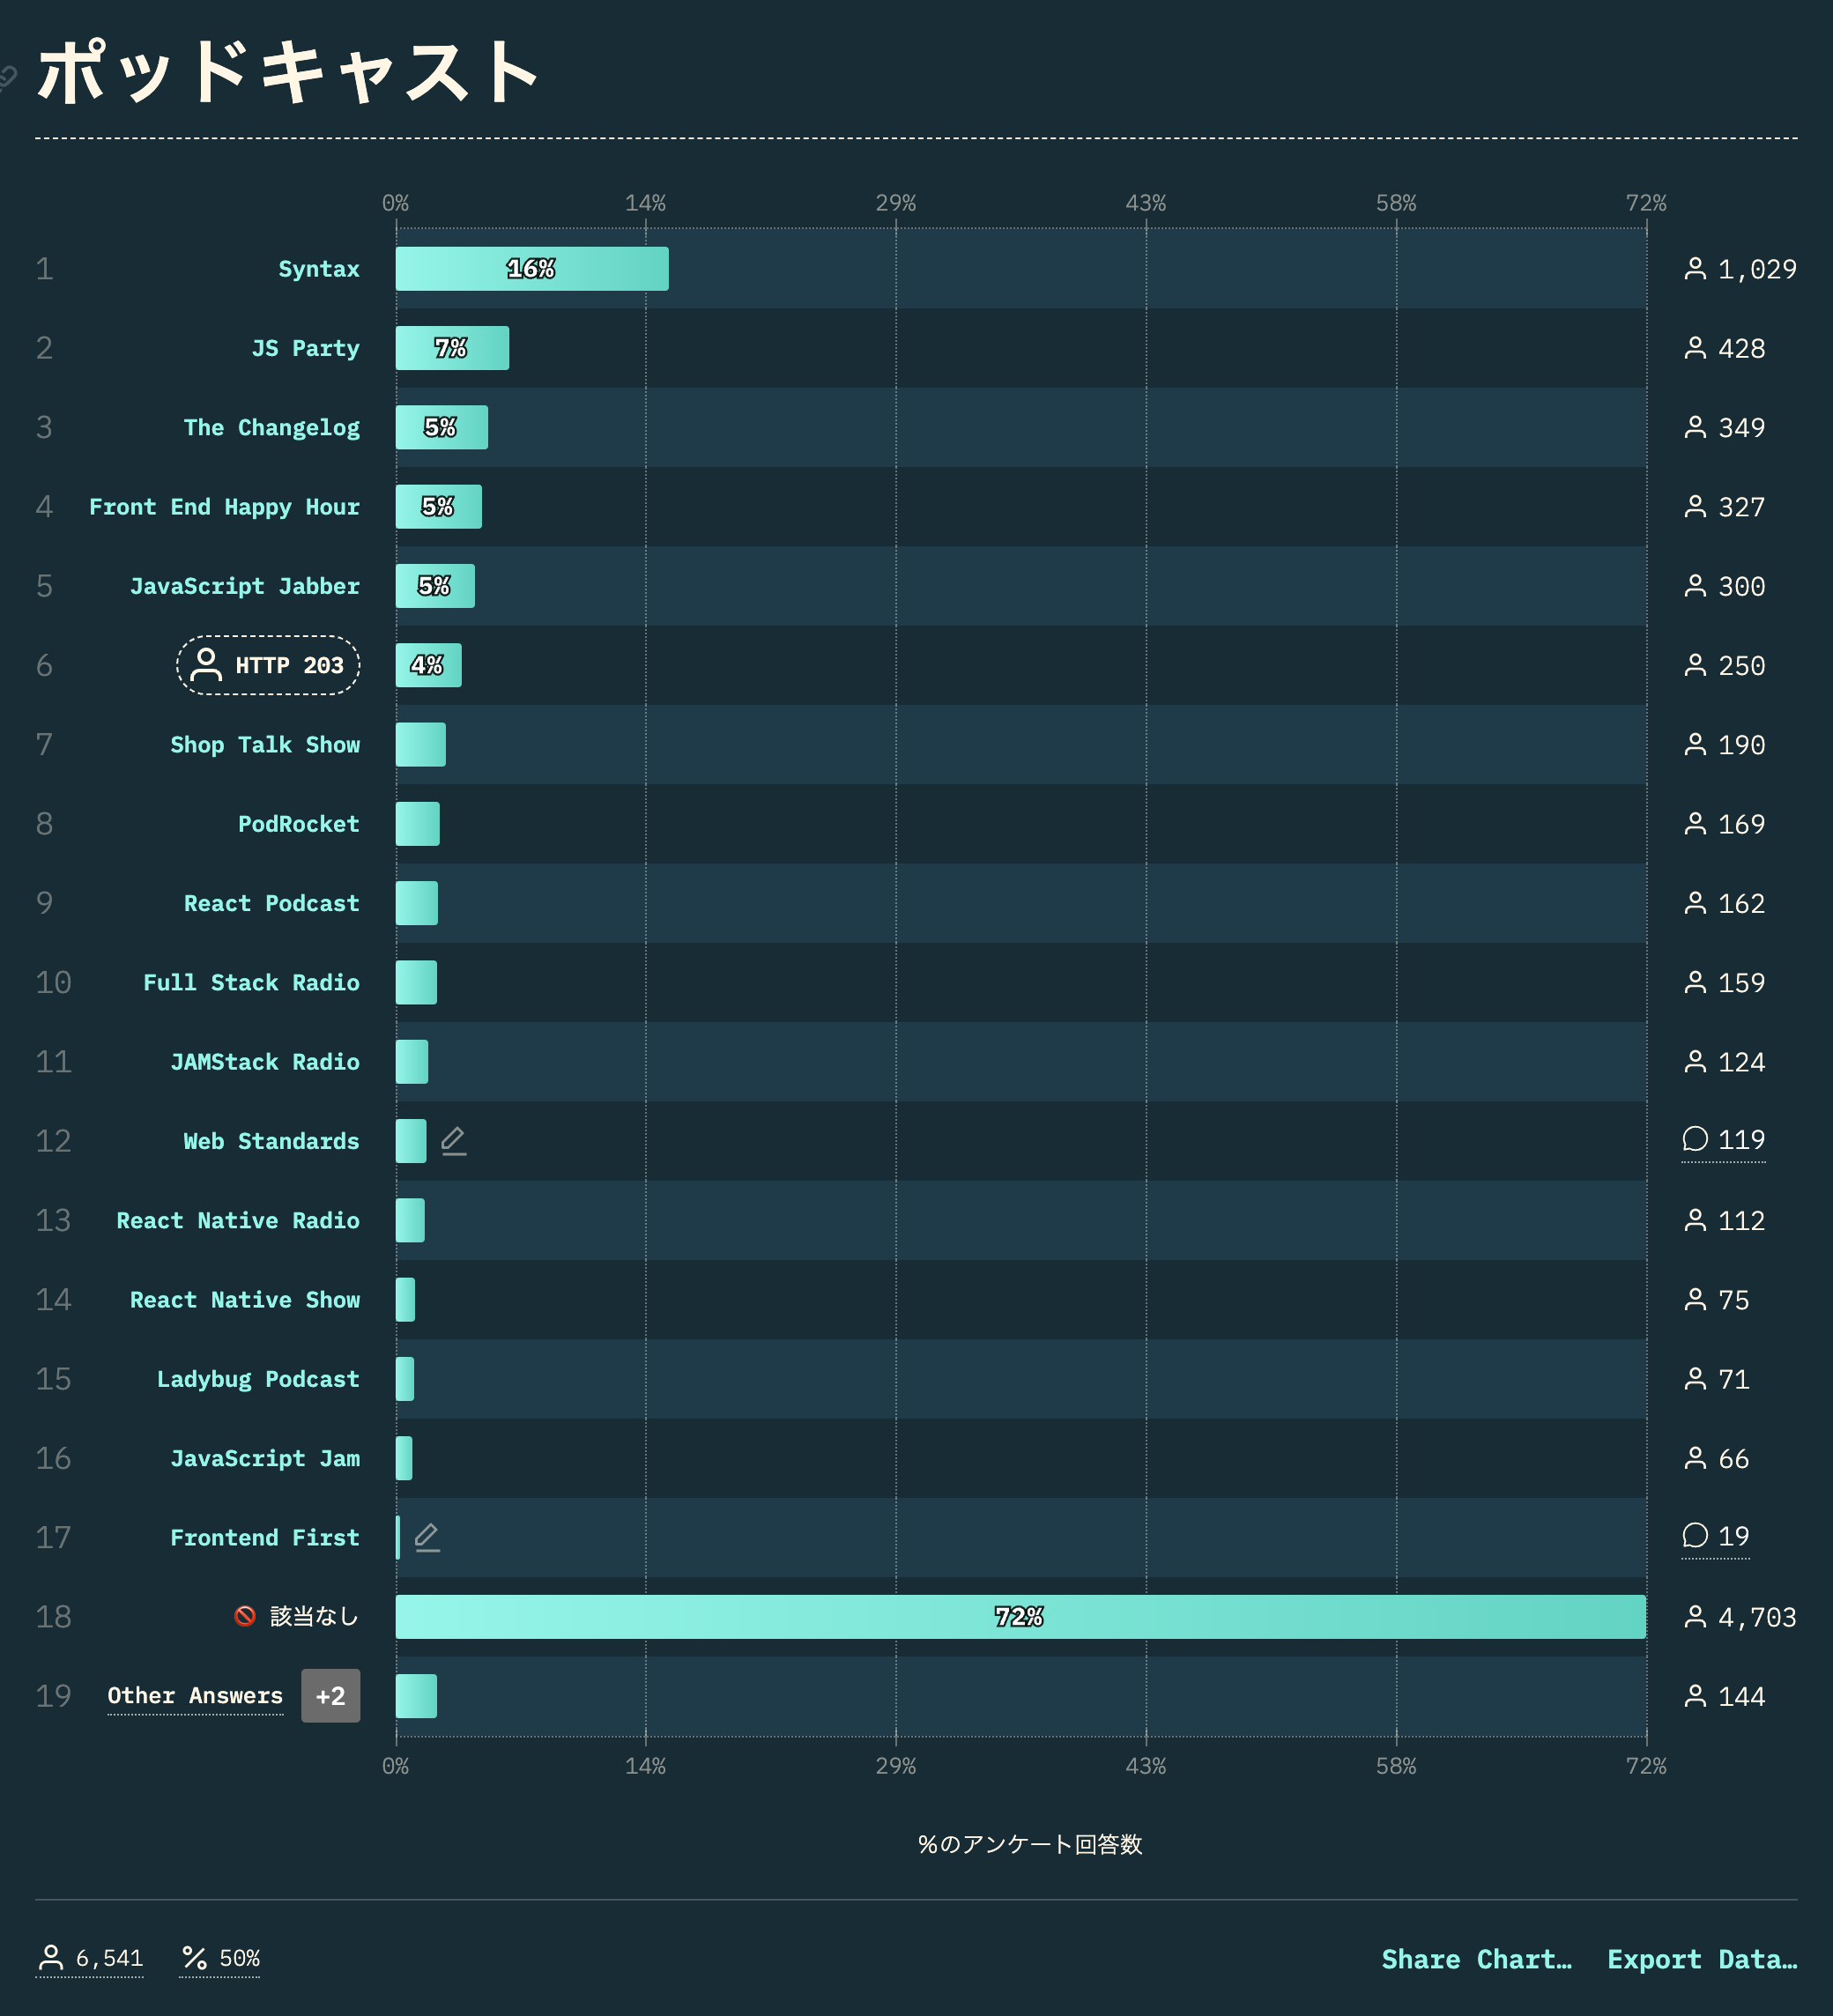 ポッドキャスト
0% 14% 29% 43% 58% 72%
1 Syntax 16% 1,029
2 JS Party 7% 428
3 The Changelog 5% 349
4 Front End Happy Hour 5% 327
5 JavaScript Jabber 5% 300
6 HTTP 203 4% 250
7 Shop Talk Show 190
8 PodRocket 169
9 React Podcast 162
10 Full Stack Radio 159
11 JAMStack Radio 124
12 Web Standards 119
13 React Native Radio 112
14 React Native Show 75
15 Ladybug Podcast 71
16 JavaScript Jam 66
17 Frontend First 19
18 🚫 該当なし 72% 4,703
19 Other Answers +2 144
0% 14% 29% 43% 58% 72%
%のアンケート回答数
6,541 50% Share Chart… Export Data…